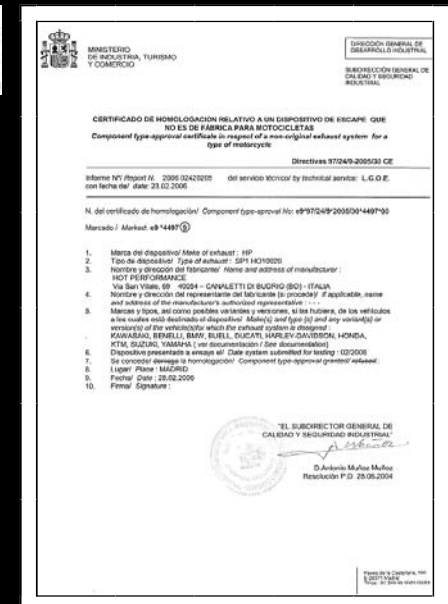 MINISTERIO
DE INDUSTRIA, TURISMO
Y COMERCIO
DIRECCIÓN GENERAL DE
DESARROLLO INDUSTRIAL
SUBDIRECCIÓN GENERAL DE
CALIDAD Y SEGURIDAD
INDUSTRIAL
CERTIFICADO DE HOMOLOGACION RELATIVO A UN DISPOSITIVO DE ESCAPE QUE
NO ES DE FÁBRICA PARA MOTOCICLETAS
Component type-approval certificate in respect of a non-original exhaust system for a
type of motorcycle
Directivas 97/24/9-2005/30 CE
Informe Nº/ Report N. 2006 02420205 del servicio técnico/ by technical service: L.C.O.E.
con fecha de/ date: 23.02.2006
N. del certificado de homologación/ Component type-aproval No: e9*97/24/9*2005/30*4497*00
Marcado / Marked: e9 *4497 9
1. Marca del dispositivo/ Make of exhaust : HP
2. Tipo de dispositivo/ Type of exhaust : SP1 HO10020
3. Nombre y dirección del fabricante/ Name and address of manufacturer :
HOT PERFORMANCE
Via San Vitale, 69 40054 – CANALETTI DI BUDRIO (BO) - ITALIA
4. Nombre y dirección del representante del fabricante (si procede)/ If applicable, name
and address of the manufacturer's authorized representative : - - -
5. Marcas y tipos, así como posibles variantes y versiones, si las hubiera, de los vehículos
a los cuales está destinado el dispositivo/ Make(s) and type (s) and any variant(s) or
version(s) of the vehicle(s)for which the exhaust system is disegned :
KAWASAKI, BENELLI, BMW, BUELL, DUCATI, HARLEY-DAVIDSON, HONDA,
KTM, SUZUKI, YAMAHA ( ver documentación / See documentation)
6. Dispositivo presentado a ensayo el/ Date system submitted for testing : 02/2006
7. Se concede/ deniega la homologación/ Component type-approval granted/ refused :
8. Lugar/ Place : MADRID
9. Fecha/ Date : 28.02.2006
10. Firma/ Signature :
"EL SUBDIRECTOR GENERAL DE
CALIDAD Y SEGURIDAD INDUSTRIAL"
D.Antonio Muñoz Muñoz
Resolución P.D. 28.06.2004
Paseo de la Castellana, 160